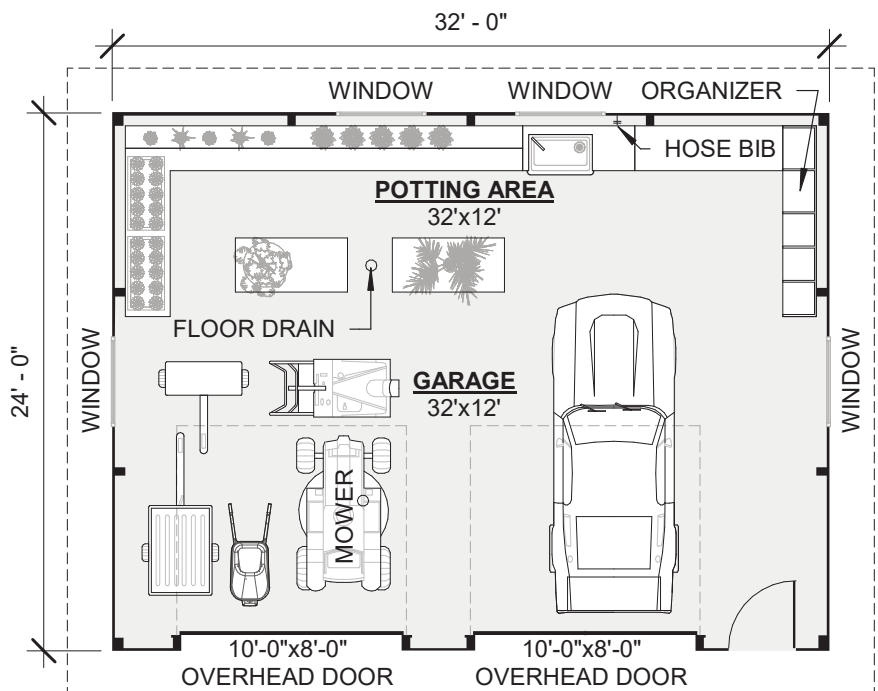 32' - 0"
WINDOW
WINDOW
ORGANIZER
HOSE BIB
POTTING AREA
32'x12'
FLOOR DRAIN
24' - 0"
WINDOW
GARAGE
32'x12'
WINDOW
MOWER
10'-0"x8'-0"
OVERHEAD DOOR
10'-0"x8'-0"
OVERHEAD DOOR